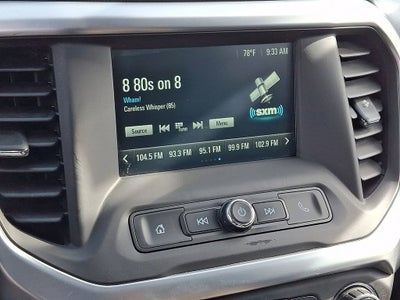 78°F 9:33 AM
8 80s on 8
Wham!
Careless Whisper (85)
sxm
Source Menu
104.5 FM 93.3 FM 95.1 FM 99.9 FM 102.9 FM